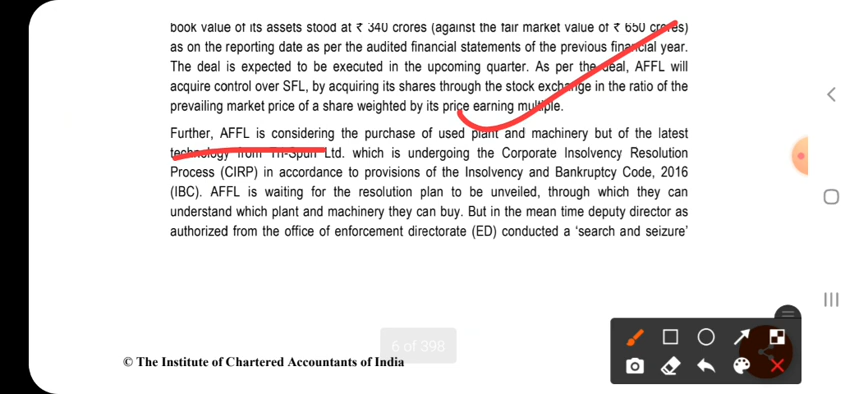 book value of its assets stood at ₹ 340 crores (against the fair market value of ₹ 650 crores)
as on the reporting date as per the audited financial statements of the previous financial year.
The deal is expected to be executed in the upcoming quarter. As per the deal, AFFL will
acquire control over SFL, by acquiring its shares through the stock exchange in the ratio of the
prevailing market price of a share weighted by its price earning multiple.
Further, AFFL is considering the purchase of used plant and machinery but of the latest
technology from Tri-Spun Ltd. which is undergoing the Corporate Insolvency Resolution
Process (CIRP) in accordance to provisions of the Insolvency and Bankruptcy Code, 2016
(IBC). AFFL is waiting for the resolution plan to be unveiled, through which they can
understand which plant and machinery they can buy. But in the mean time deputy director as
authorized from the office of enforcement directorate (ED) conducted a 'search and seizure'
6 of 398
© The Institute of Chartered Accountants of India